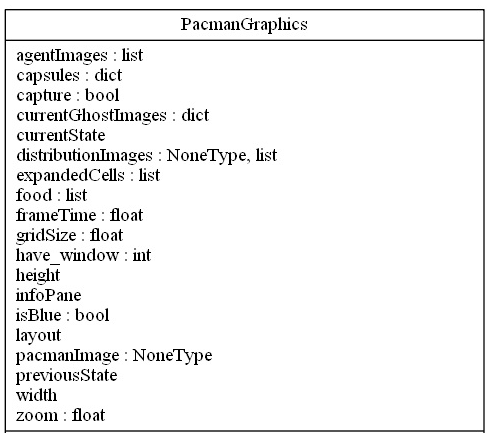 PacmanGraphics
agentImages : list
capsules : dict
capture : bool
currentGhostImages : dict
currentState
distributionImages : NoneType, list
expandedCells : list
food : list
frameTime : float
gridSize : float
have_window : int
height
infoPane
isBlue : bool
layout
pacmanImage : NoneType
previousState
width
zoom : float